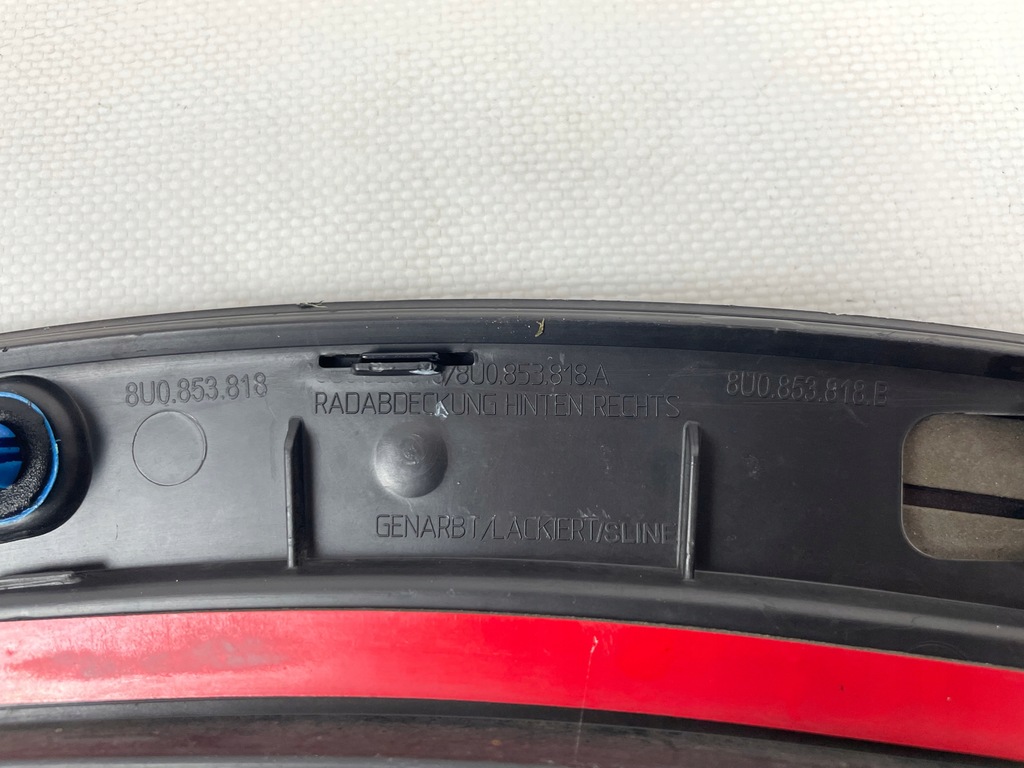 8U0.853.818
/8U0.853.818.A
8U0.853.818.B
RADABDECKUNG HINTEN RECHTS
GENARBT/LACKIERT/SLINE